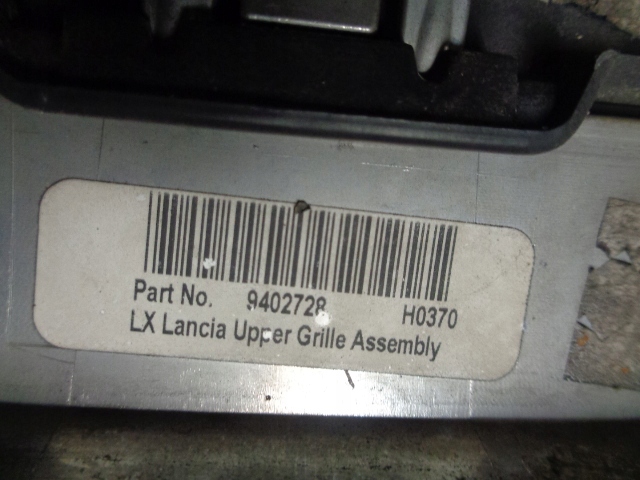 Part No. 9402728 H0370
LX Lancia Upper Grille Assembly